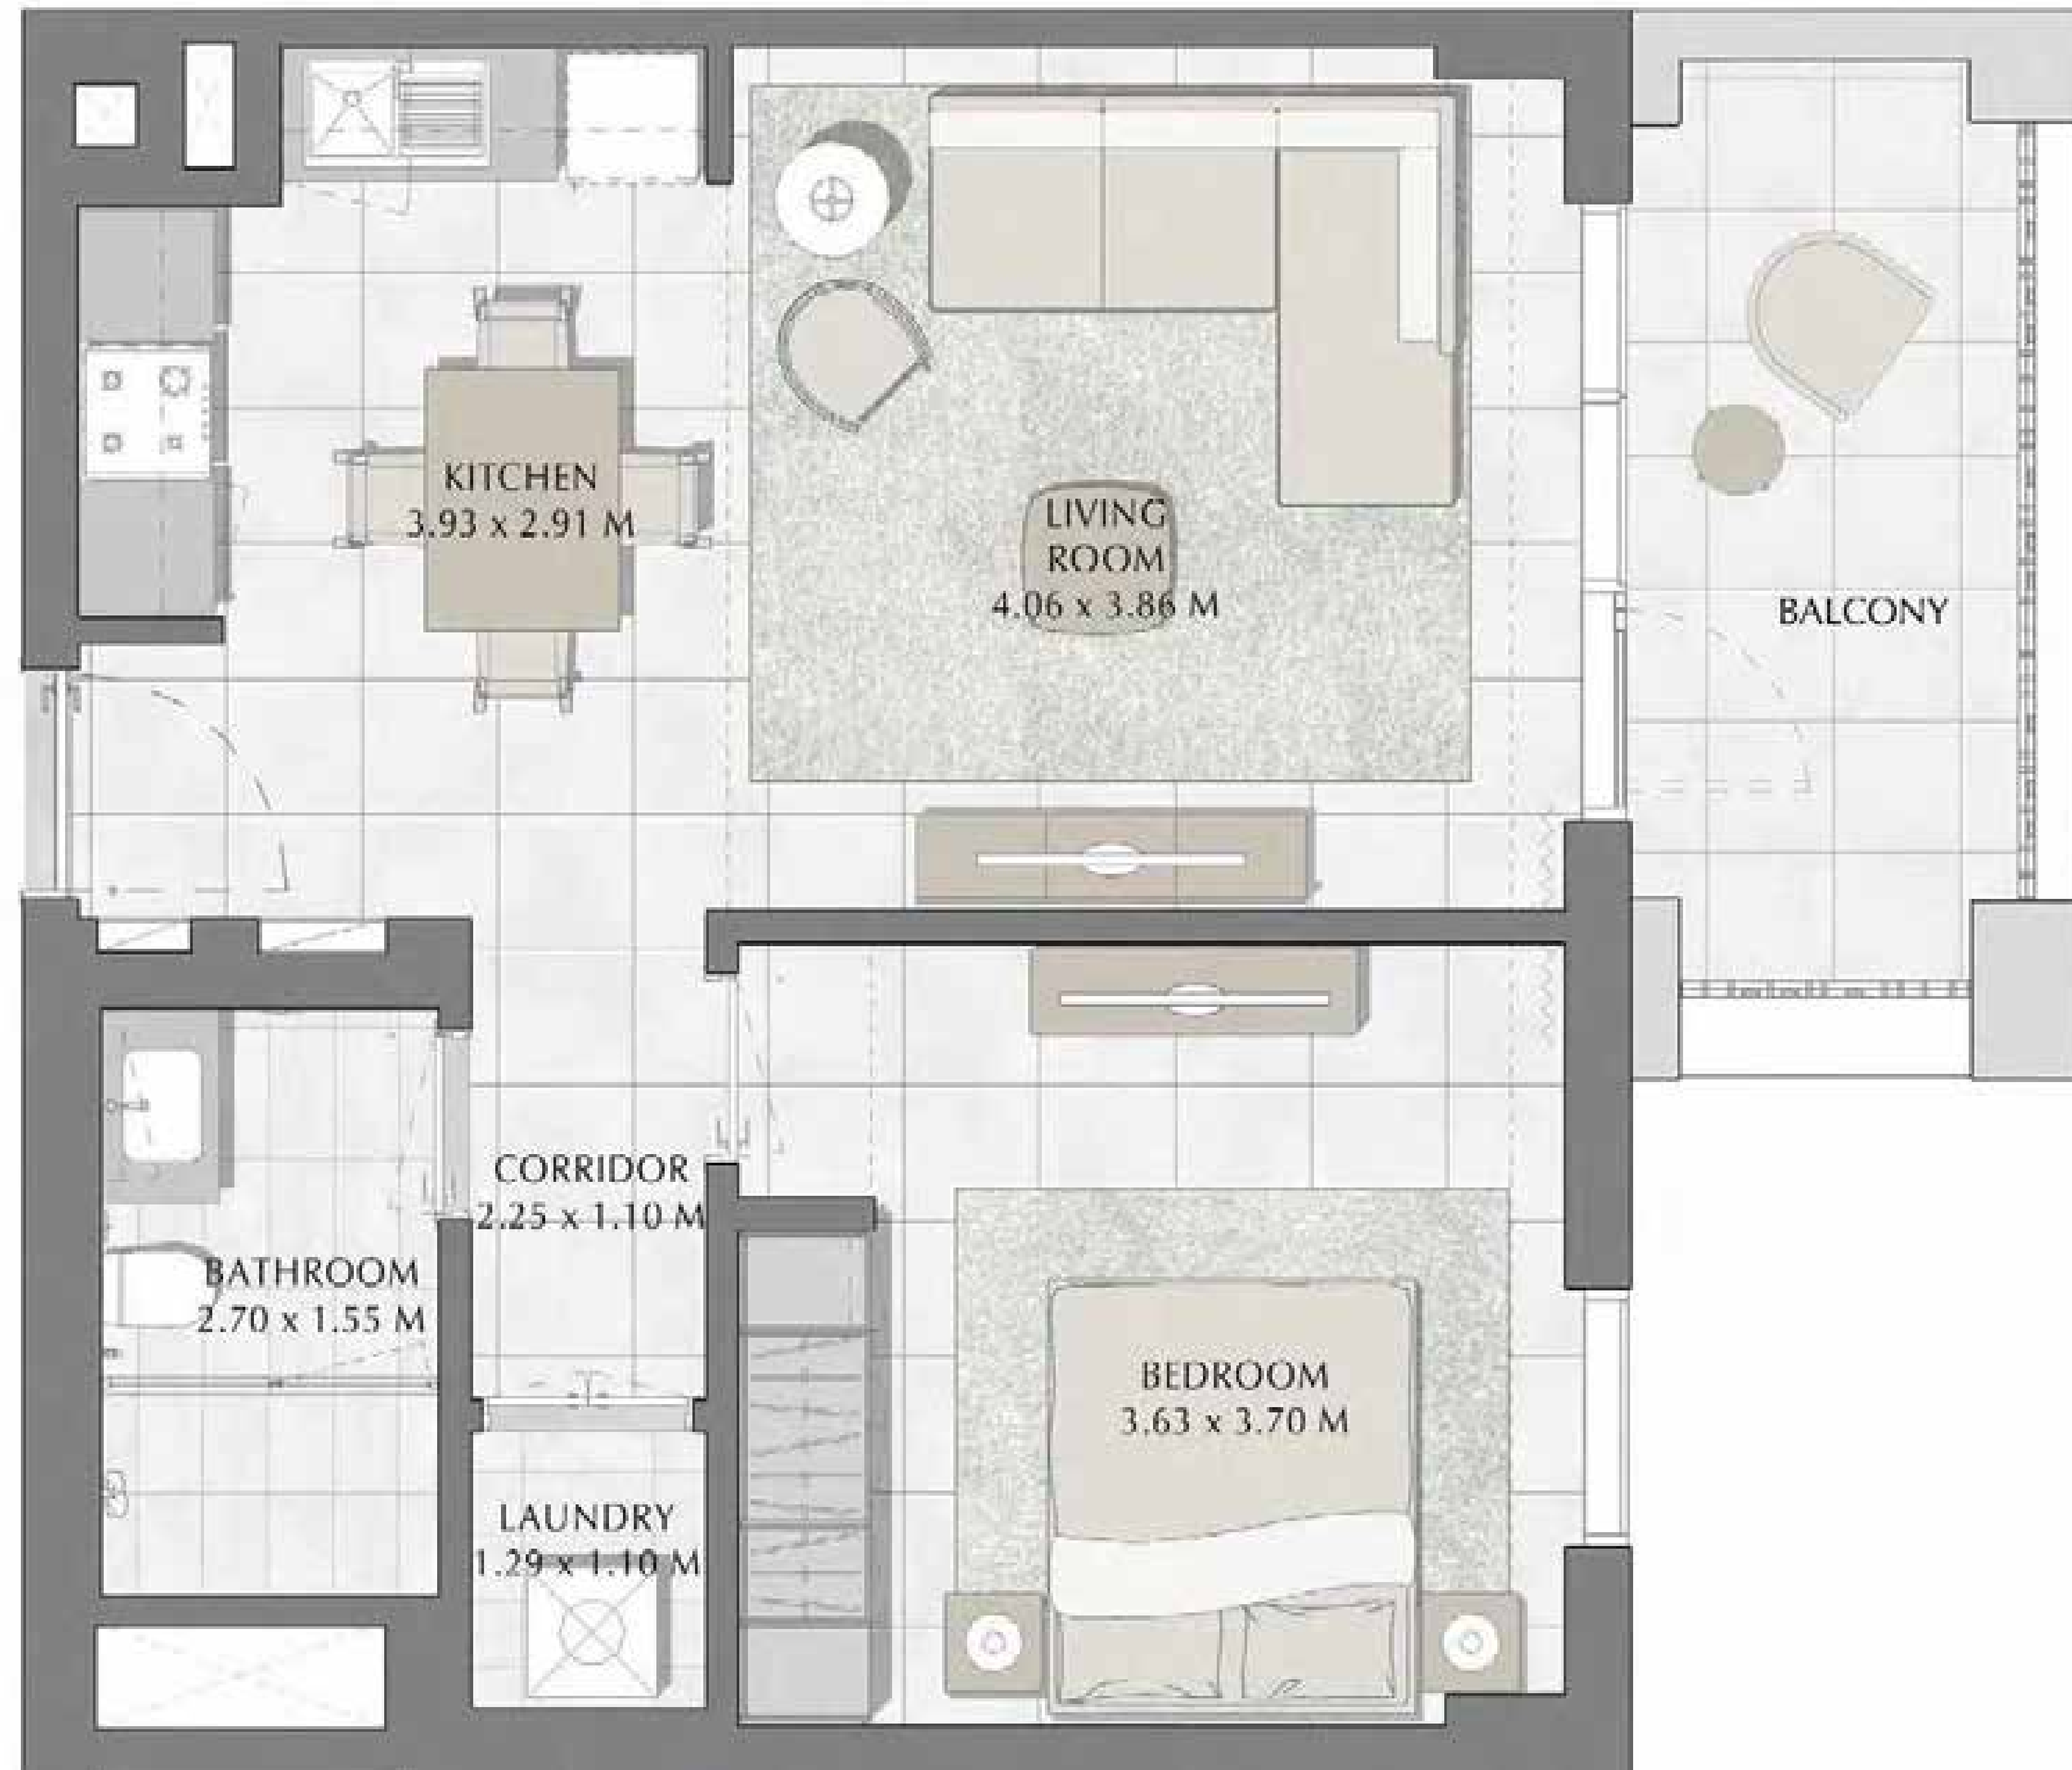 KITCHEN
3.93 x 2.91 M
LIVING
ROOM
4.06 x 3.86 M
BALCONY
CORRIDOR
2.25 x 1.10 M
BATHROOM
2.70 x 1.55 M
BEDROOM
3.63 x 3.70 M
LAUNDRY
1.29 x 1.10 M